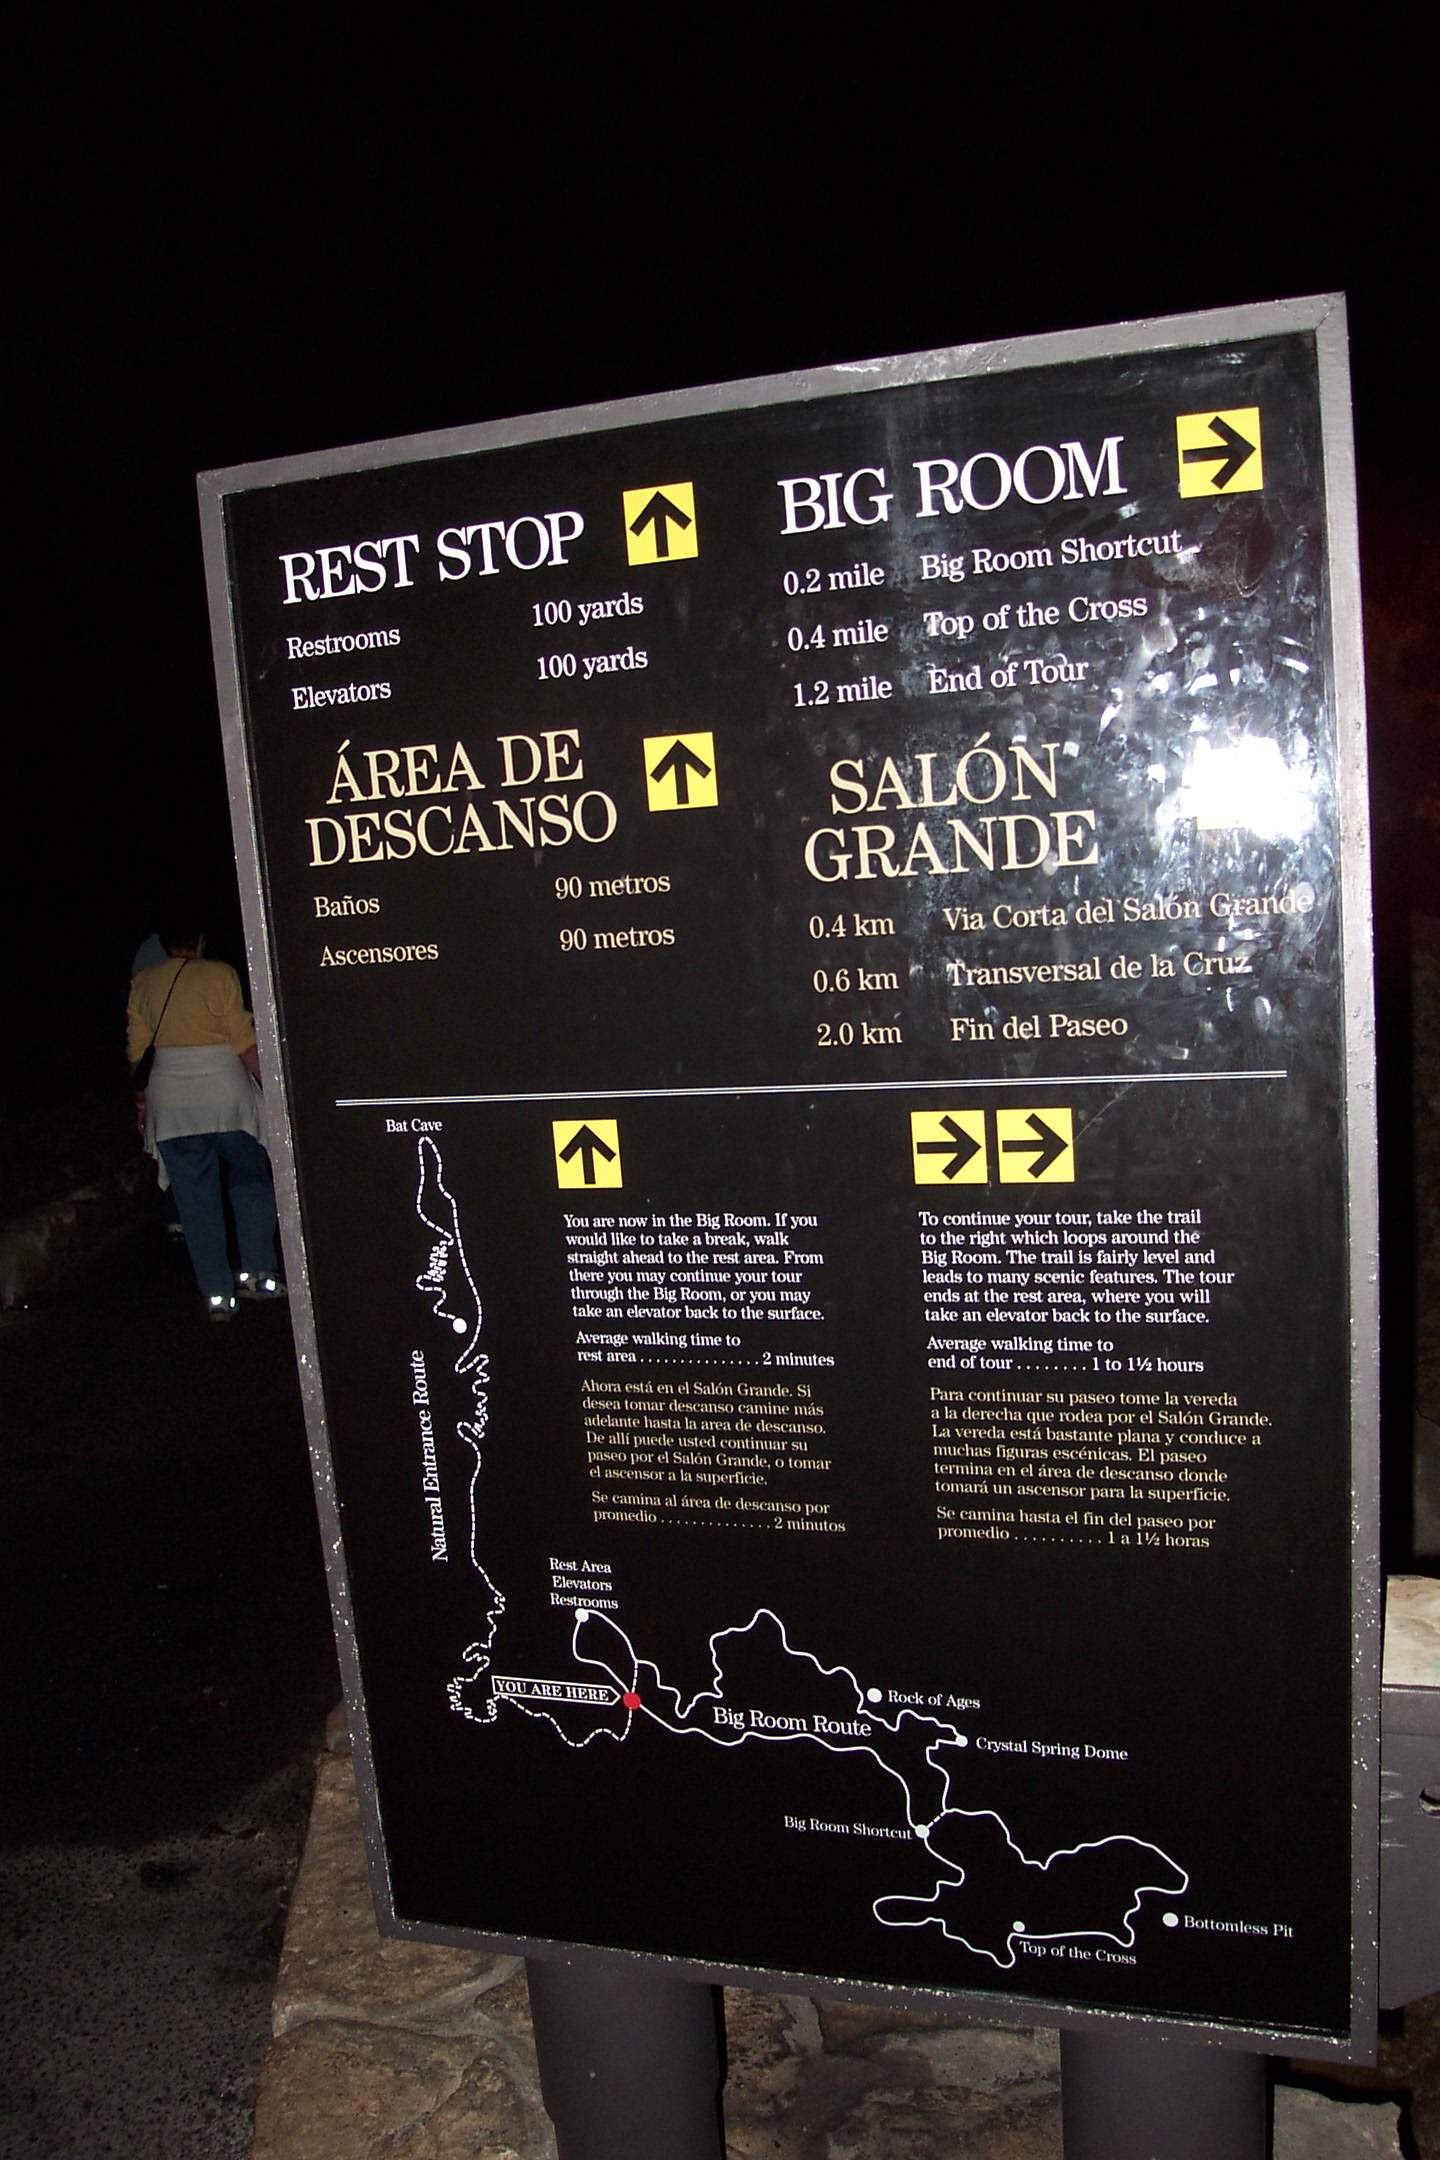 REST STOP
Restrooms 100 yards
Elevators 100 yards
ÁREA DE
DESCANSO
Baños 90 metros
Ascensores 90 metros
BIG ROOM
0.2 mile Big Room Shortcut
0.4 mile Top of the Cross
1.2 mile End of Tour
SALÓN
GRANDE
0.4 km Via Corta del Salón Grande
0.6 km Transversal de la Cruz
2.0 km Fin del Paseo
You are now in the Big Room. If you
would like to take a break, walk
straight ahead to the rest area. From
there you may continue your tour
through the Big Room, or you may
take an elevator back to the surface.
Average walking time to
rest area . . . . . . . . . . . . . . . 2 minutes
Ahora está en el Salón Grande. Si
desea tomar descanso camine más
adelante hasta la area de descanso.
De allí puede usted continuar su
paseo por el Salón Grande, o tomar
el ascensor a la superficie.
Se camina al área de descanso por
promedio . . . . . . . . . . . . . . 2 minutos
To continue your tour, take the trail
to the right which loops around the
Big Room. The trail is fairly level and
leads to many scenic features. The tour
ends at the rest area, where you will
take an elevator back to the surface.
Average walking time to
end of tour . . . . . . . . 1 to 1½ hours
Para continuar su paseo tome la vereda
a la derecha que rodea por el Salón Grande.
La vereda está bastante plana y conduce a
muchas figuras escénicas. El paseo
termina en el área de descanso donde
tomará un ascensor para la superficie.
Se camina hasta el fin del paseo por
promedio . . . . . . . . . . 1 a 1½ horas
Bat Cave
Natural Entrance Route
Rest Area
Elevators
Restrooms
YOU ARE HERE
Big Room Route
Rock of Ages
Crystal Spring Dome
Big Room Shortcut
Bottomless Pit
Top of the Cross